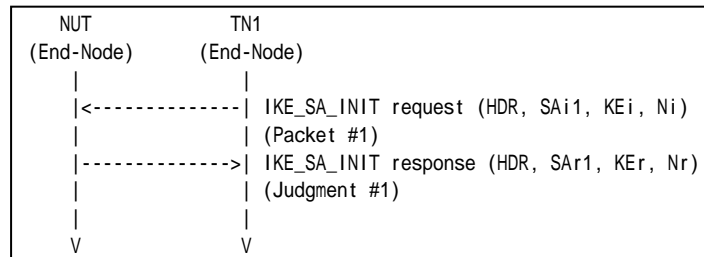 NUT TN1
(End-Node) (End-Node)
| |
|<--------------| IKE_SA_INIT request (HDR, SAi1, KEi, Ni)
| | (Packet #1)
|-------------->| IKE_SA_INIT response (HDR, SAr1, KEr, Nr)
| | (Judgment #1)
| |
V V